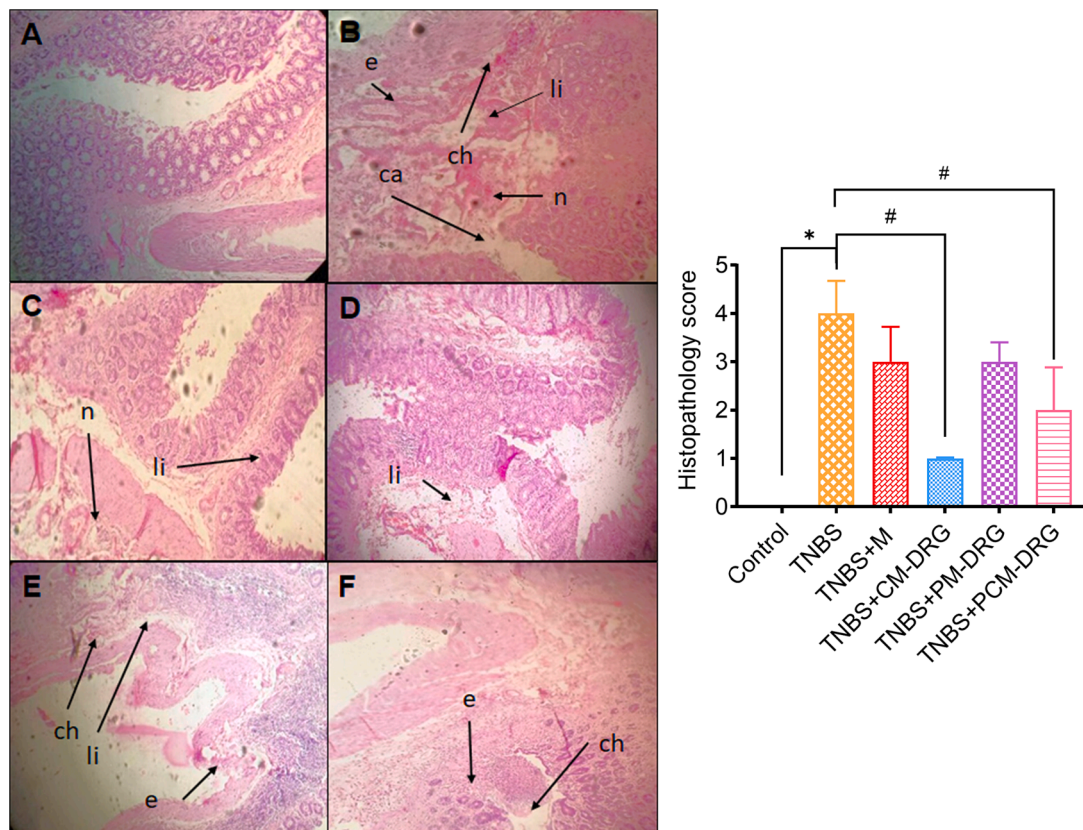 A
B
e
li
ch
ca
n
C
n
li
D
li
E
ch
li
e
F
e
ch
#
#
*
Histopathology score
5
4
3
2
1
0
Control
TNBS
TNBS+M
TNBS+CM-DRG
TNBS+PM-DRG
TNBS+PCM-DRG